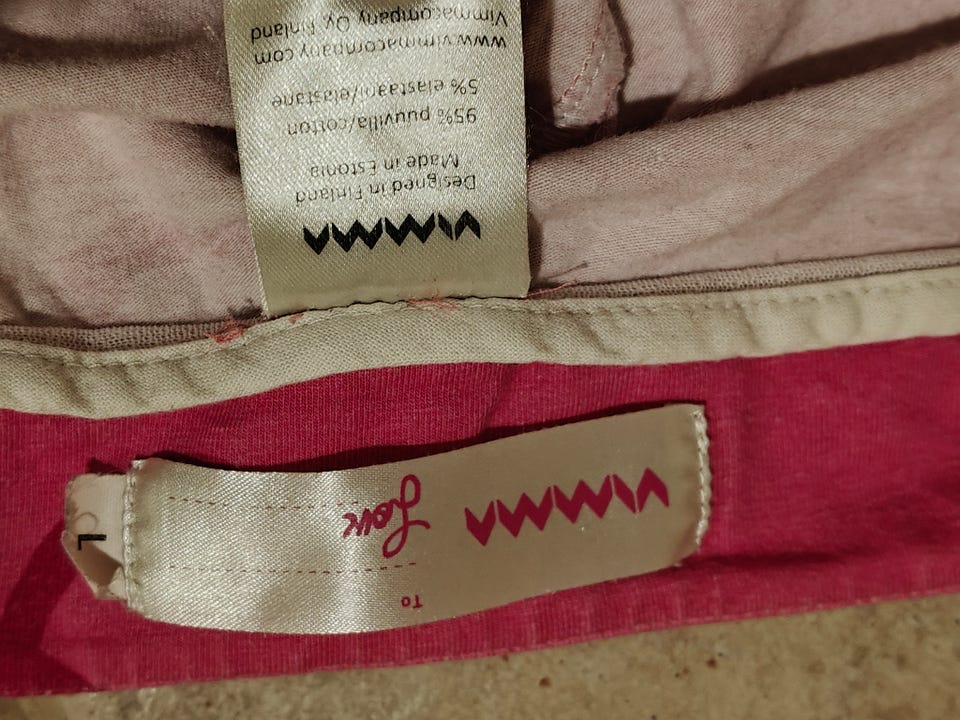 VIMMA
To
Love
L
VIMMA
Designed in Finland
Made in Estonia
95% puuvilla/cotton
5% elastaani/elastane
www.vimmacompany.com
Vimmacompany Oy, Finland